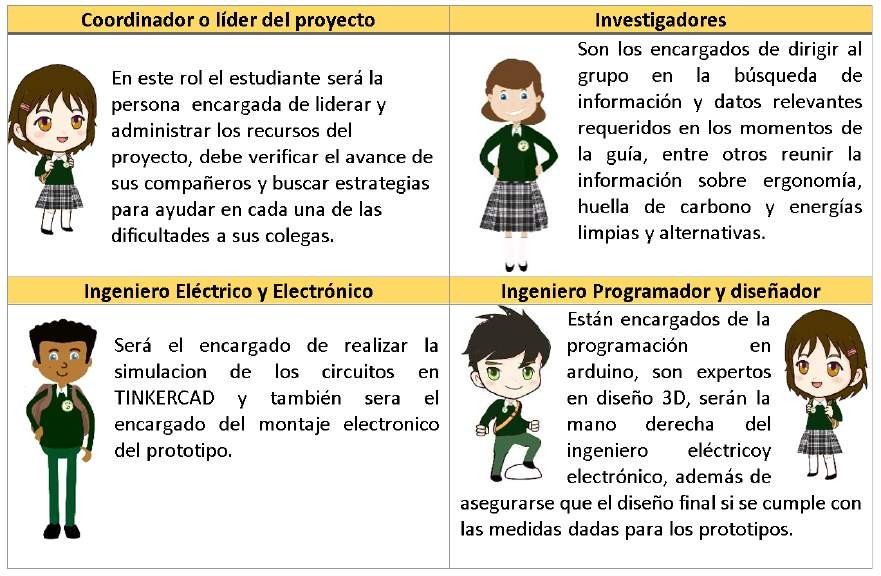 Coordinador o líder del proyecto
En este rol el estudiante será la
persona encargada de liderar y
administrar los recursos del
proyecto, debe verificar el avance de
sus compañeros y buscar estrategias
para ayudar en cada una de las
dificultades a sus colegas.
Investigadores
Son los encargados de dirigir al
grupo en la búsqueda de
información y datos relevantes
requeridos en los momentos de
la guía, entre otros reunir la
información sobre ergonomía,
huella de carbono y energías
limpias y alternativas.
Ingeniero Eléctrico y Electrónico
Será el encargado de realizar la
simulacion de los circuitos en
TINKERCAD y también sera el
encargado del montaje electronico
del prototipo.
Ingeniero Programador y diseñador
Están encargados de la
programación en
arduino, son expertos
en diseño 3D, serán la
mano derecha del
ingeniero eléctricoy
electrónico, además de
asegurarse que el diseño final si se cumple con
las medidas dadas para los prototipos.